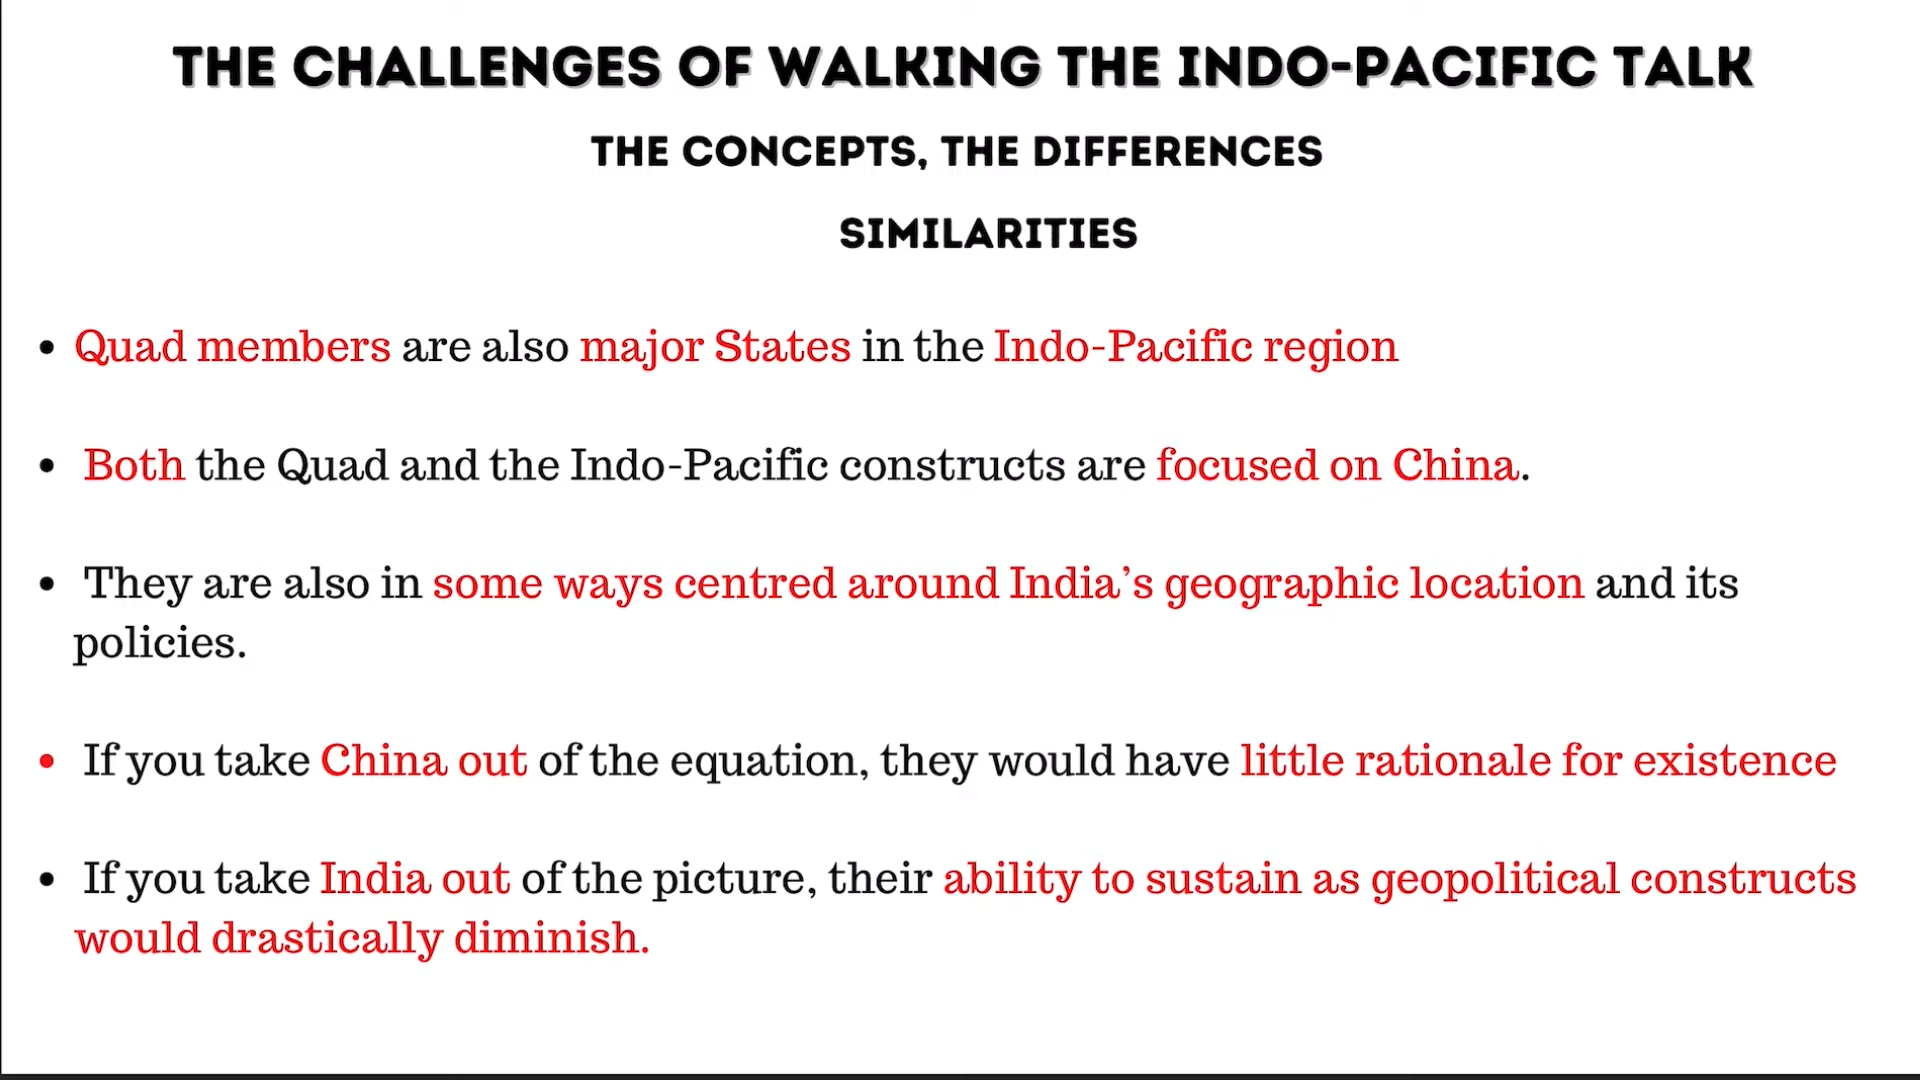 THE CHALLENGES OF WALKING THE INDO-PACIFIC TALK
THE CONCEPTS, THE DIFFERENCES
SIMILARITIES
• Quad members are also major States in the Indo-Pacific region
• Both the Quad and the Indo-Pacific constructs are focused on China.
• They are also in some ways centred around India's geographic location and its
policies.
• If you take China out of the equation, they would have little rationale for existence
• If you take India out of the picture, their ability to sustain as geopolitical constructs
would drastically diminish.